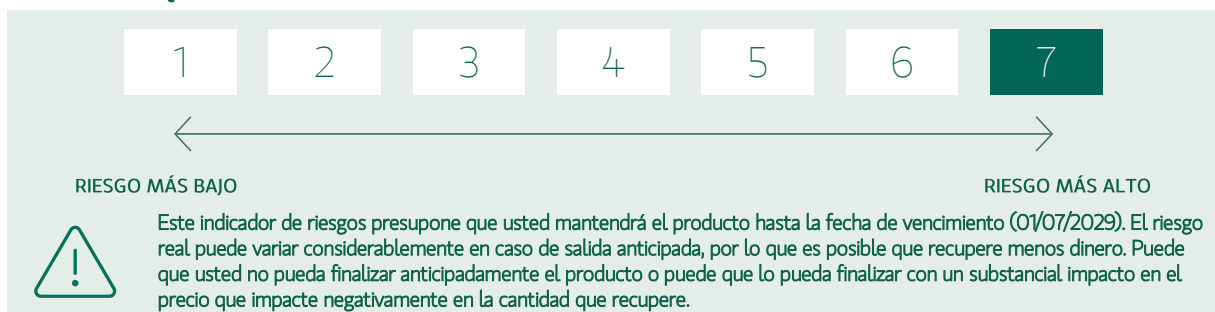 1 2 3 4 5 6 7
RIESGO MÁS BAJO RIESGO MÁS ALTO
Este indicador de riesgos presupone que usted mantendrá el producto hasta la fecha de vencimiento (01/07/2029). El riesgo
real puede variar considerablemente en caso de salida anticipada, por lo que es posible que recupere menos dinero. Puede
que usted no pueda finalizar anticipadamente el producto o puede que lo pueda finalizar con un substancial impacto en el
precio que impacte negativamente en la cantidad que recupere.